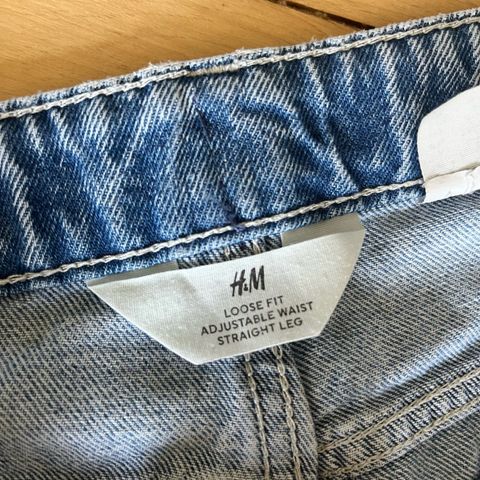 H&M
LOOSE FIT
ADJUSTABLE WAIST
STRAIGHT LEG